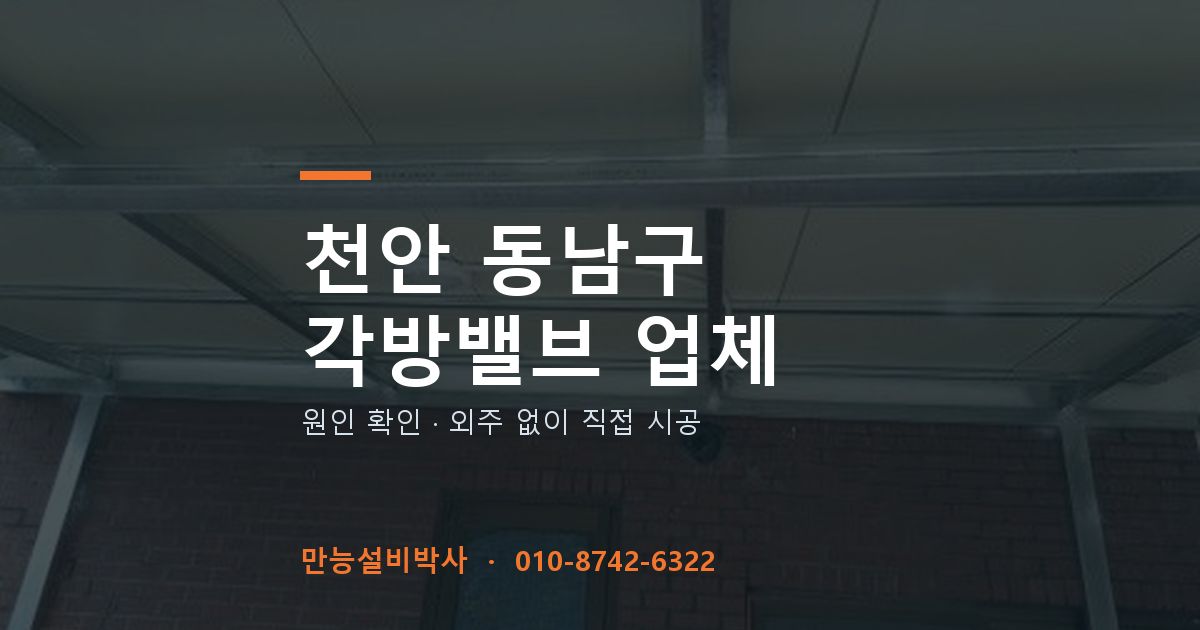 천안 동남구
각방밸브 업체
원인 확인 · 외주 없이 직접 시공
만능설비박사 · 010-8742-6322